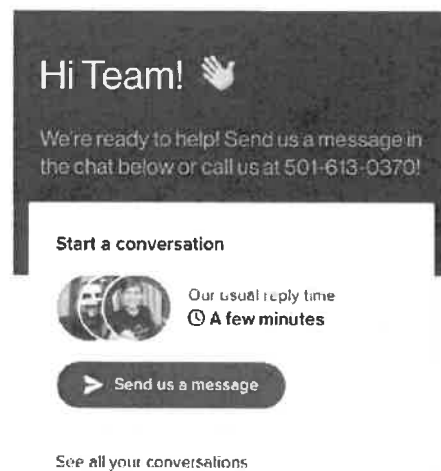 Hi Team! 👋
We're ready to help! Send us a message in
the chat below or call us at 501-613-0370!
Start a conversation
Our usual reply time
A few minutes
Send us a message
See all your conversations